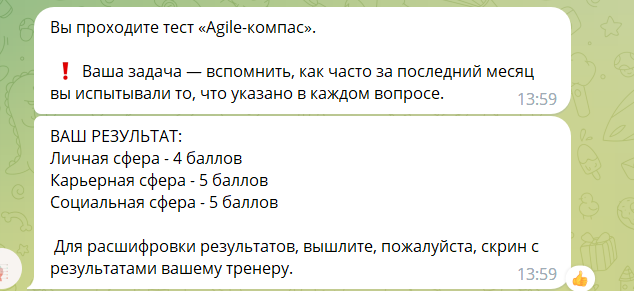 Вы проходите тест «Agile-компас».
❗ Ваша задача — вспомнить, как часто за последний месяц
вы испытывали то, что указано в каждом вопросе.
13:59
ВАШ РЕЗУЛЬТАТ:
Личная сфера - 4 баллов
Карьерная сфера - 5 баллов
Социальная сфера - 5 баллов
Для расшифровки результатов, вышлите, пожалуйста, скрин с
результатами вашему тренеру.
13:59